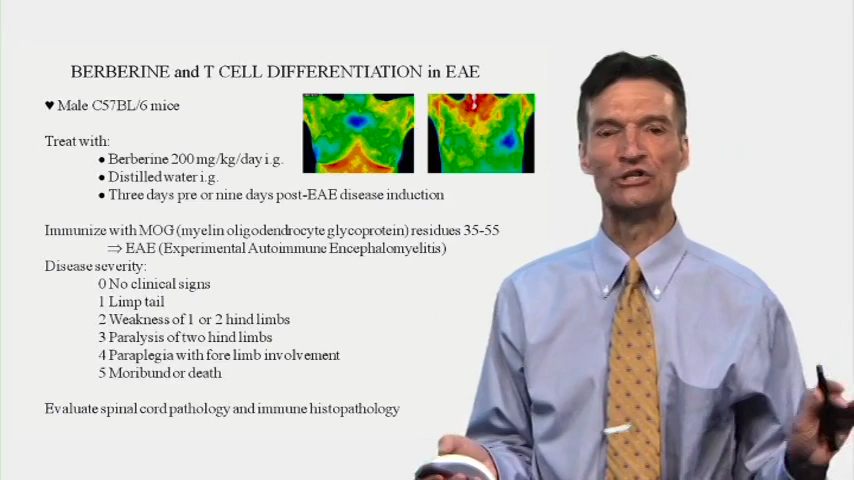 BERBERINE and T CELL DIFFERENTIATION in EAE
♥ Male C57BL/6 mice
Treat with:
● Berberine 200 mg/kg/day i.g.
● Distilled water i.g.
● Three days pre or nine days post-EAE disease induction
Immunize with MOG (myelin oligodendrocyte glycoprotein) residues 35-55
⇒ EAE (Experimental Autoimmune Encephalomyelitis)
Disease severity:
0 No clinical signs
1 Limp tail
2 Weakness of 1 or 2 hind limbs
3 Paralysis of two hind limbs
4 Paraplegia with fore limb involvement
5 Moribund or death
Evaluate spinal cord pathology and immune histopathology